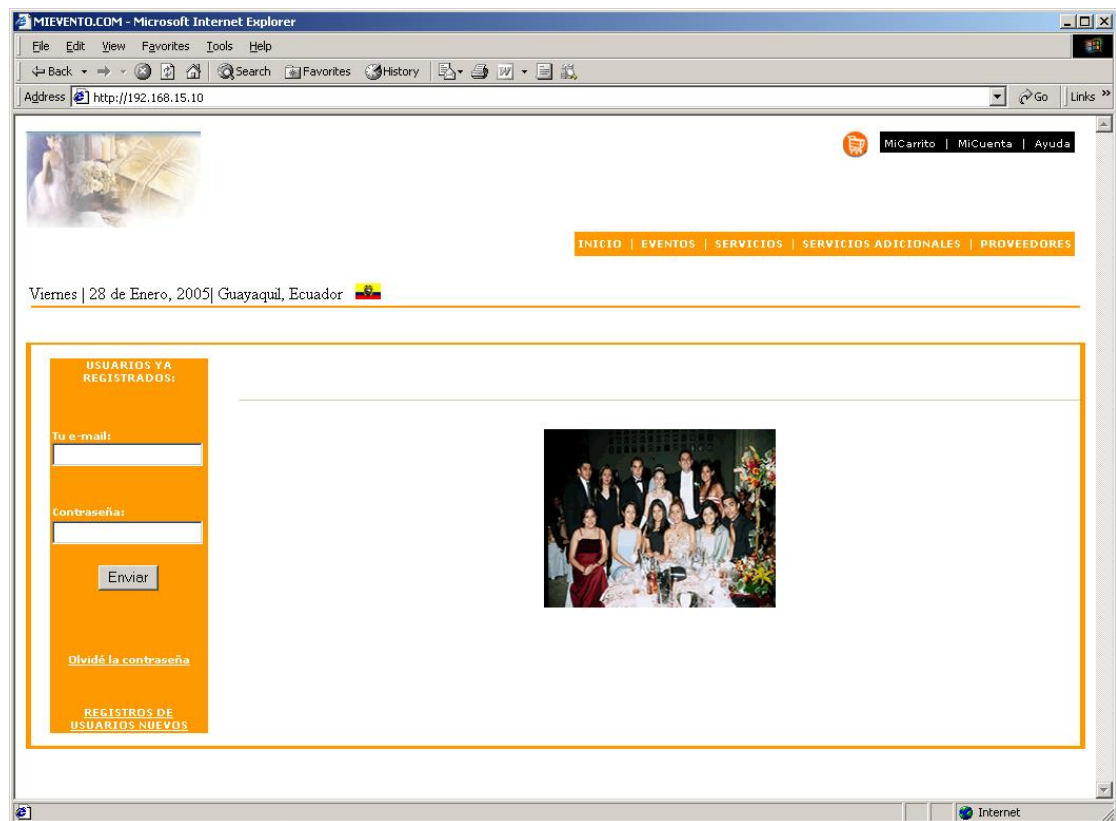 MIEVENTO.COM - Microsoft Internet Explorer
File Edit View Favorites Tools Help
Back Search Favorites History
Address http://192.168.15.10 Go Links »
MiCarrito | MiCuenta | Ayuda
INICIO | EVENTOS | SERVICIOS | SERVICIOS ADICIONALES | PROVEEDORES
Viernes | 28 de Enero, 2005| Guayaquil, Ecuador
USUARIOS YA
REGISTRADOS:
Tu e-mail:
Contraseña:
Enviar
Olvidé la contraseña
REGISTROS DE
USUARIOS NUEVOS
Internet